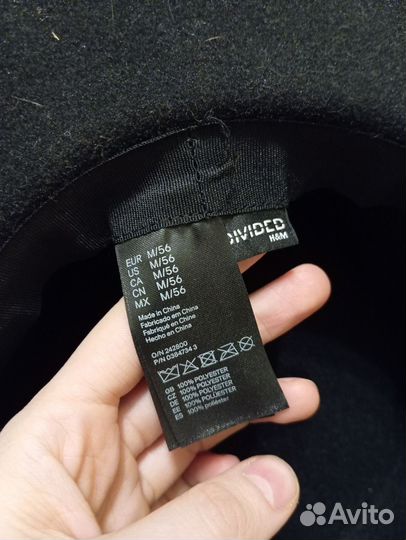 DIVIDED
H&M
EUR M/56
US M/56
CA M/56
CN M/56
MX M/56
Made in China
Fabricado em China
Fabriqué en China
Hecho en China
O/N 242800
P/N 0384734 3
GB 100% POLYESTER
CZ 100% POLYESTER
DE 100% POLYESTER
EE 100% POLÜESTER
ES 100% poliéster
Avito